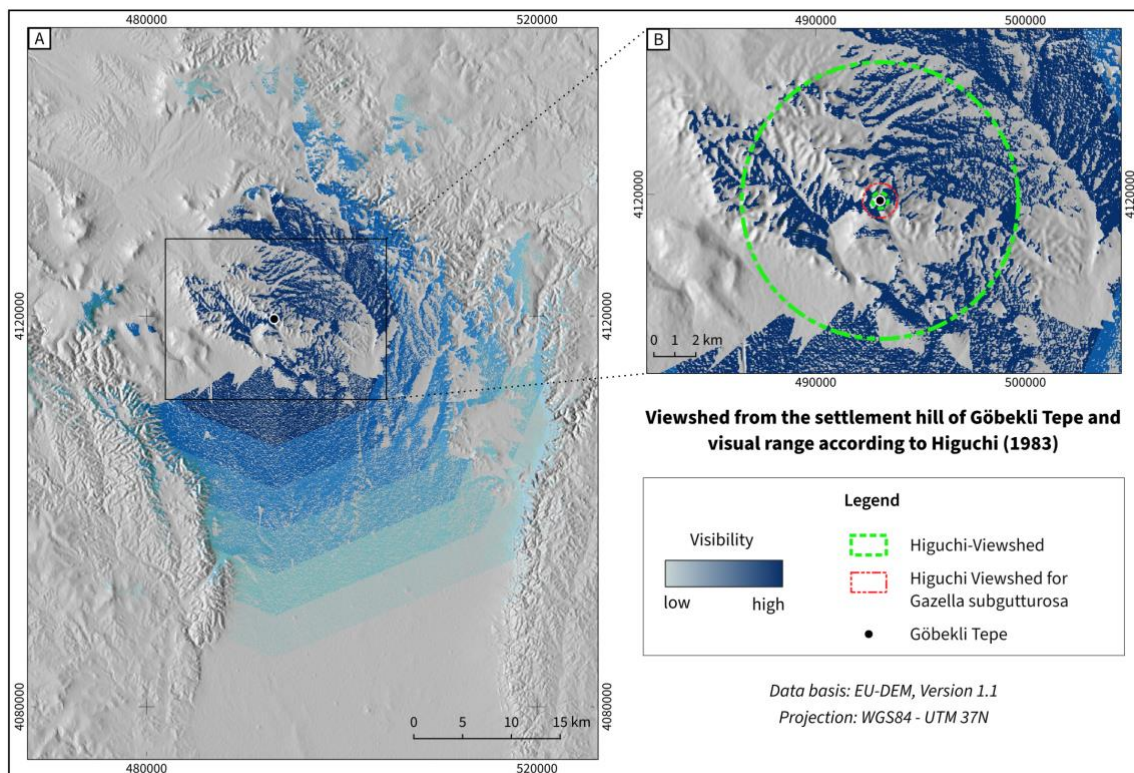 480000
520000
A
4120000
4120000
4080000
4080000
0 5 10 15 km
480000
520000
490000
500000
B
4120000
4120000
0 1 2 km
490000
500000
Viewshed from the settlement hill of Göbekli Tepe and
visual range according to Higuchi (1983)
Legend
Visibility
low high
Higuchi-Viewshed
Higuchi Viewshed for
Gazella subgutturosa
Göbekli Tepe
Data basis: EU-DEM, Version 1.1
Projection: WGS84 - UTM 37N